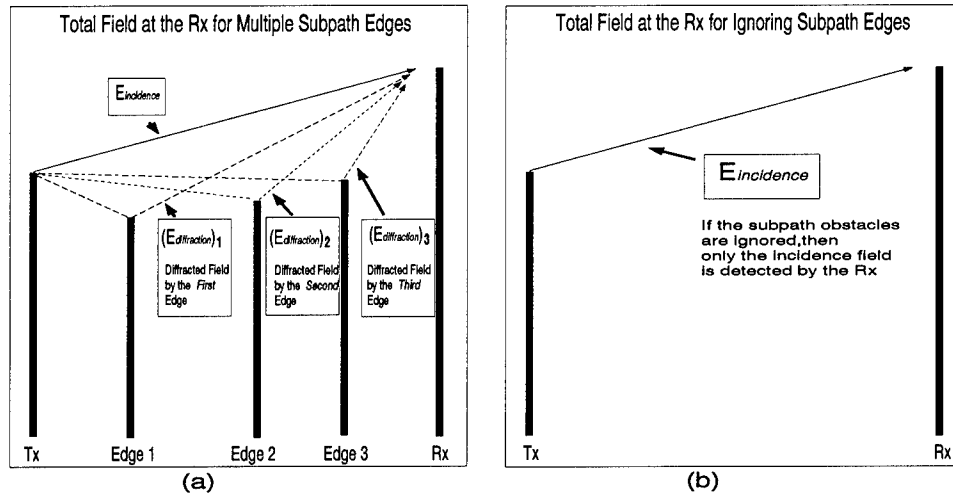 Total Field at the Rx for Multiple Subpath Edges
Eincidence
(Ediffraction)1
Diffracted Field
by the First
Edge
(Ediffraction)2
Diffracted Field
by the Second
Edge
(Ediffraction)3
Diffracted Field
by the Third
Edge
Tx
Edge 1
Edge 2
Edge 3
Rx
(a)
Total Field at the Rx for Ignoring Subpath Edges
Eincidence
If the subpath obstacles
are ignored,then
only the incidence field
is detected by the Rx
Tx
Rx
(b)